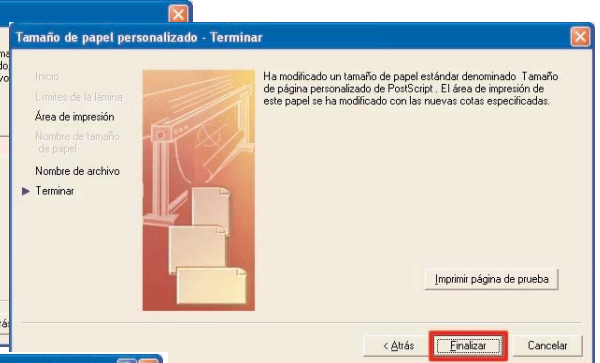 Tamaño de papel personalizado - Terminar
Inicio
Límites de la lámina
Área de impresión
Nombre de tamaño
de papel
Nombre de archivo
Terminar
Ha modificado un tamaño de papel estándar denominado Tamaño
de página personalizado de PostScript . El área de impresión de
este papel se ha modificado con las nuevas cotas especificadas.
Imprimir página de prueba
< Atrás
Finalizar
Cancelar